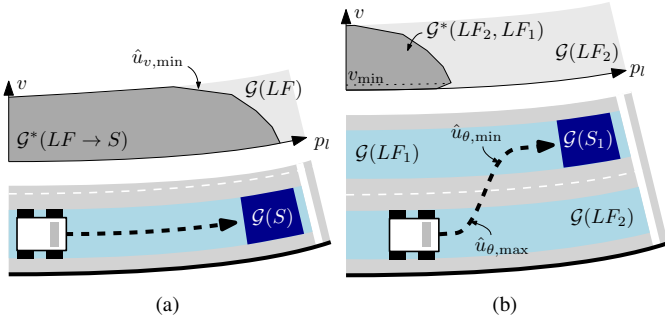 v
û_{v,min}
𝒢(LF)
𝒢*(LF → S)
p_l
𝒢(S)
(a)
v
𝒢*(LF_2, LF_1)
𝒢(LF_2)
v_min
p_l
𝒢(LF_1)
û_{θ,min}
𝒢(S_1)
𝒢(LF_2)
û_{θ,max}
(b)